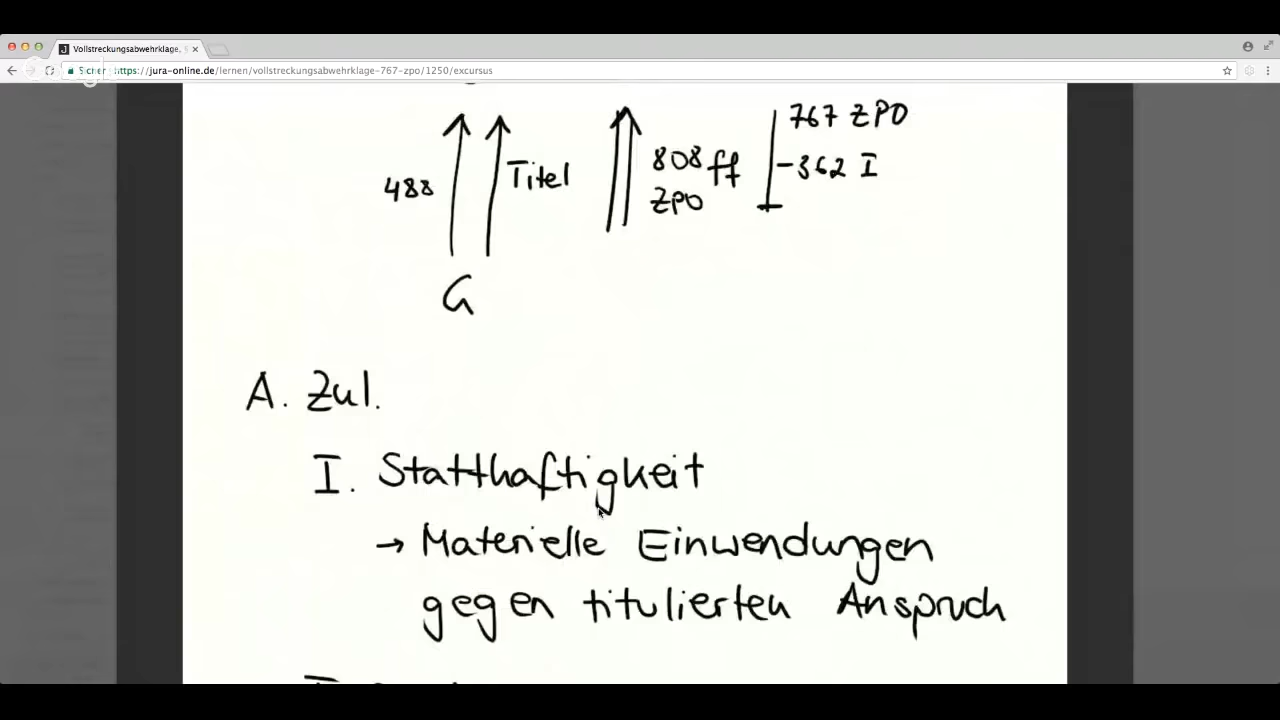 Vollstreckungsabwehrklage, §
Sicher https://jura-online.de/lernen/vollstreckungsabwehrklage-767-zpo/1250/excursus
488
Titel
808 ff
ZPO
767 ZPO
-362 I
G
A. Zul.
I. Statthaftigkeit
→ Materielle Einwendungen
gegen titulierten Anspruch